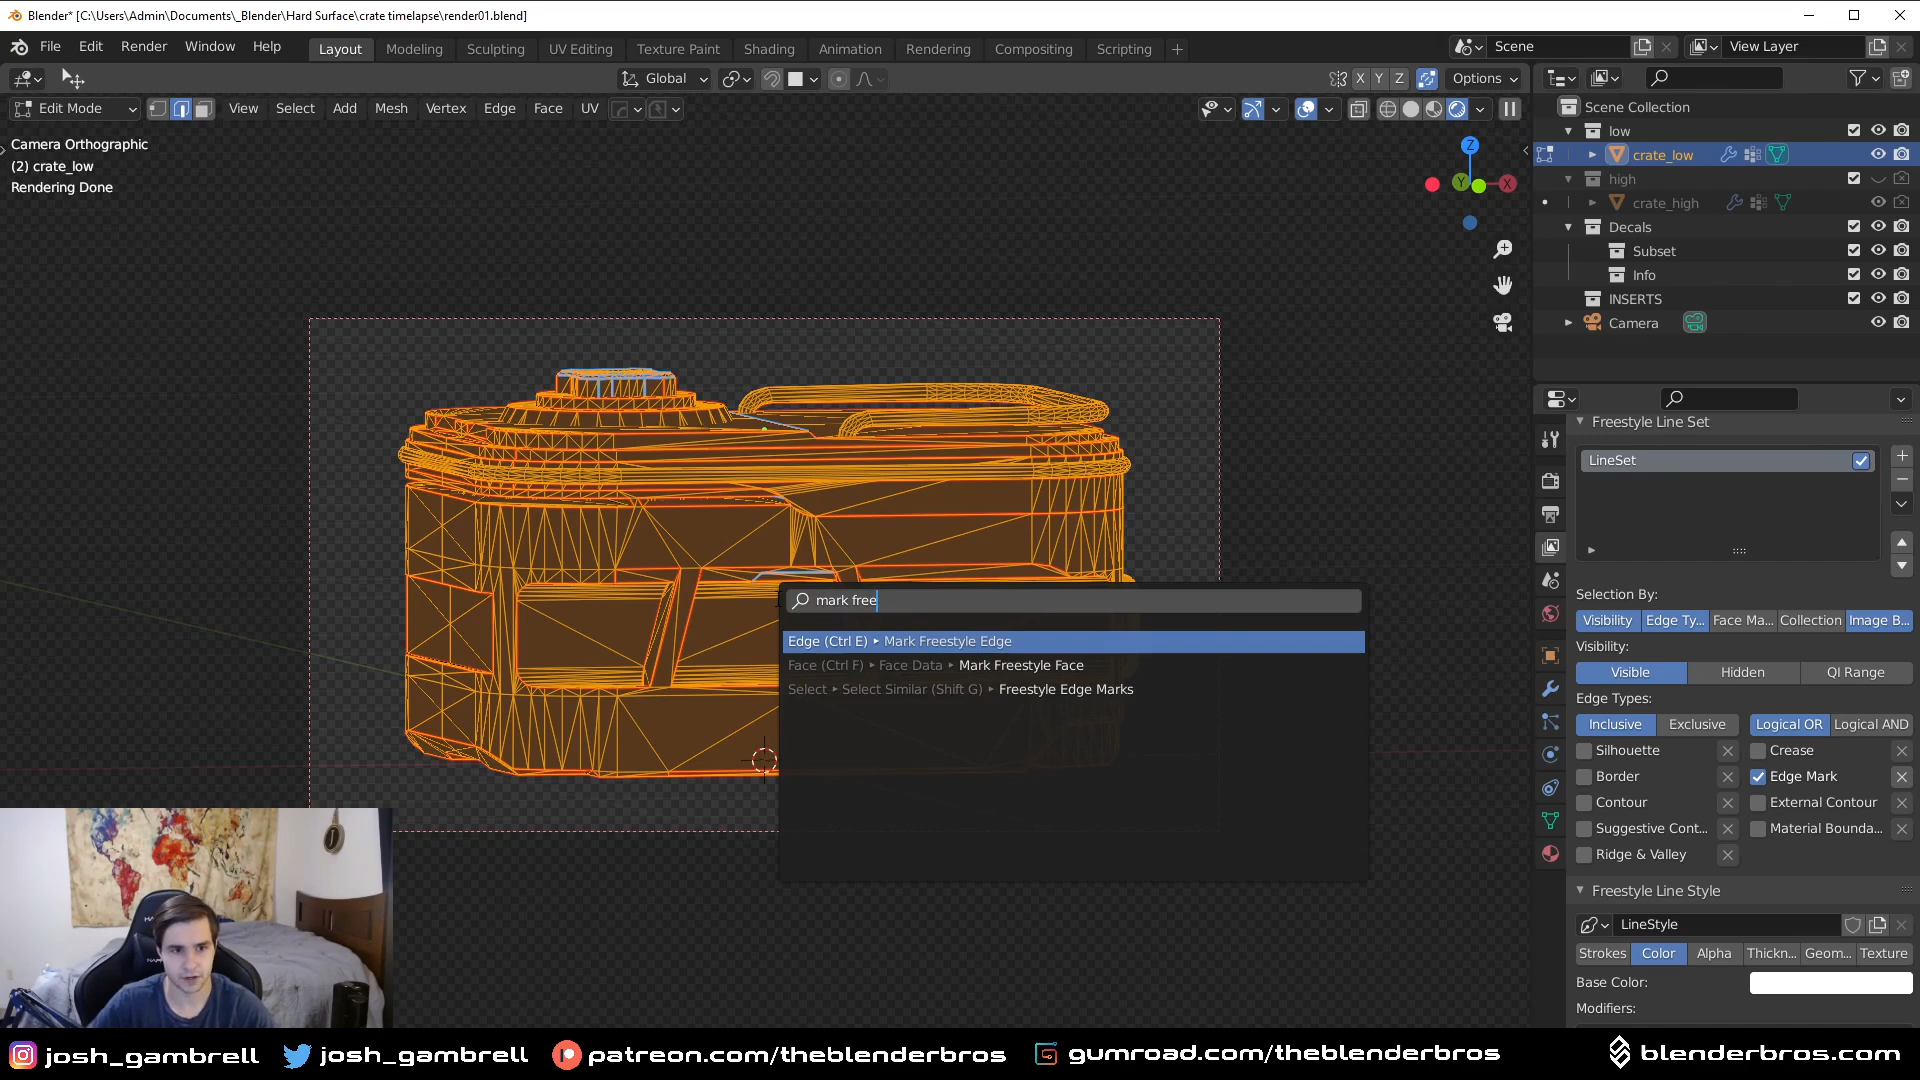 Blender* [C:\Users\Admin\Documents\_Blender\Hard Surface\crate timelapse\render01.blend]
File Edit Render Window Help Layout Modeling Sculpting UV Editing Texture Paint Shading Animation Rendering Compositing Scripting + Scene View Layer
Global X Y Z Options
Edit Mode View Select Add Mesh Vertex Edge Face UV
Camera Orthographic
(2) crate_low
Rendering Done
Z
Y
X
Scene Collection
low
crate_low
high
crate_high
Decals
Subset
Info
INSERTS
Camera
Freestyle Line Set
LineSet
Selection By:
Visibility Edge Ty... Face Ma... Collection Image B...
Visibility:
Visible Hidden QI Range
Edge Types:
Inclusive Exclusive Logical OR Logical AND
Silhouette Crease
Border Edge Mark
Contour External Contour
Suggestive Cont... Material Bounda...
Ridge & Valley
Freestyle Line Style
LineStyle
Strokes Color Alpha Thickn... Geom... Texture
Base Color:
Modifiers:
mark free
Edge (Ctrl E) ▸ Mark Freestyle Edge
Face (Ctrl F) ▸ Face Data ▸ Mark Freestyle Face
Select ▸ Select Similar (Shift G) ▸ Freestyle Edge Marks
josh_gambrell josh_gambrell patreon.com/theblenderbros gumroad.com/theblenderbros blenderbros.com